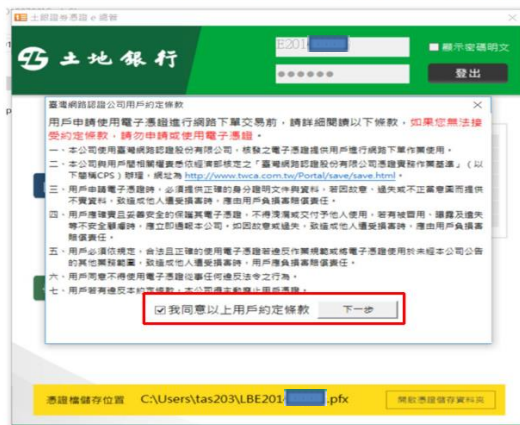 土銀證券憑證 e 總管
土地銀行
E201
顯示密碼明文
登出
臺灣網路認證公司用戶約定條款
用戶申請使用電子憑證進行網路下單交易前，請詳細閱讀以下條款，如果您無法接
受約定條款，請勿申請或使用電子憑證。
一、本公司使用臺灣網路認證股份有限公司，核發之電子憑證提供用戶進行網路下單作業使用。
二、本公司與用戶間相關權責悉依經濟部核定之「臺灣網路認證股份有限公司憑證實務作業基準」（以
下簡稱CPS）辦理，網址為 http://www.twca.com.tw/Portal/save/save.html。
三、用戶申請電子憑證時，必須提供正確的身分證明文件與資料，若因故意、過失或不正當意圖而提供
不實資料，致造成他人遭受損害時，應由用戶負損害賠償責任。
四、用戶應確實且妥善安全的保護其電子憑證，不得洩漏或交付予他人使用，若有被冒用、曝露及遺失
等不安全顧慮時，應立即通報本公司，如因故意或過失，致造成他人遭受損害時，應由用戶負損害
賠償責任。
五、用戶必須依規定，合法且正確的使用電子憑證若違反作業規範或將電子憑證使用於未經本公司公告
的其他業務範圍，致造成他人遭受損害時，用戶應負損害賠償責任。
六、用戶同意不得使用電子憑證從事任何違反法令之行為。
七、用戶若有違反本約定條款，本公司得主動廢止用戶憑證。
我同意以上用戶約定條款
下一步
憑證檔儲存位置 C:\Users\tas203\LBE201 .pfx
開啟憑證儲存資料夾